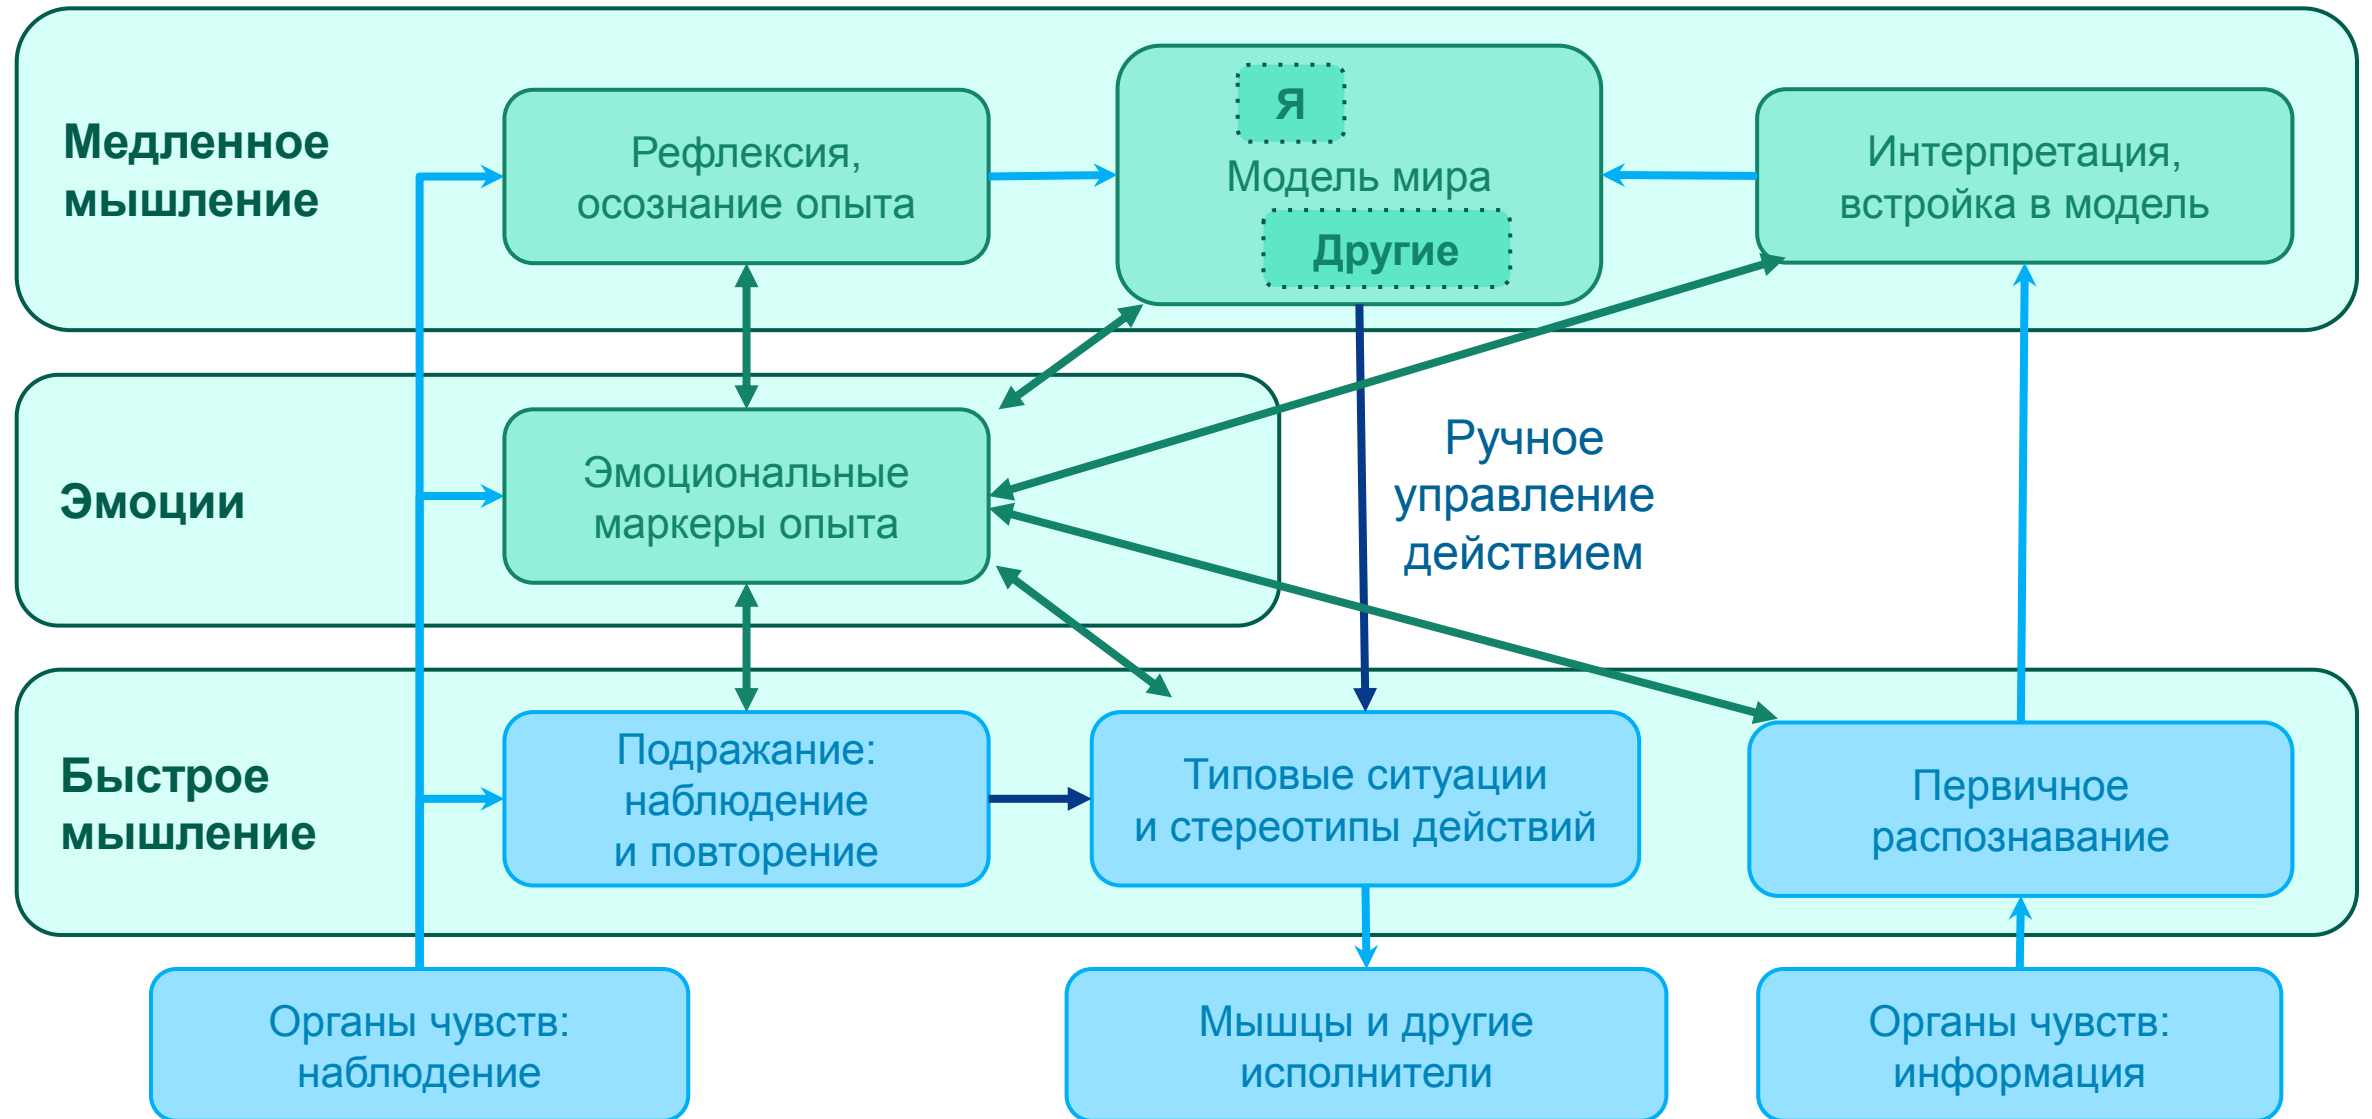 Медленное
мышление
Рефлексия,
осознание опыта
Я
Модель мира
Другие
Интерпретация,
встройка в модель
Эмоции
Эмоциональные
маркеры опыта
Ручное
управление
действием
Быстрое
мышление
Подражание:
наблюдение
и повторение
Типовые ситуации
и стереотипы действий
Первичное
распознавание
Органы чувств:
наблюдение
Мышцы и другие
исполнители
Органы чувств:
информация